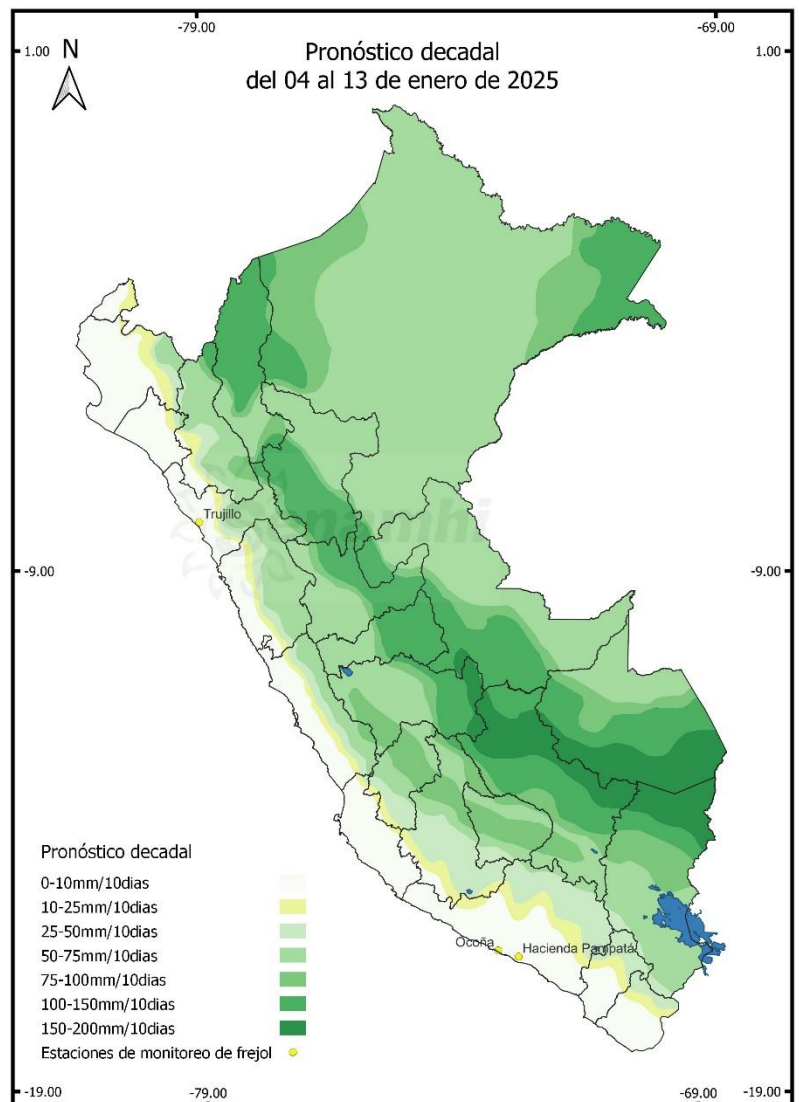 -79.00
-69.00
1.00
1.00
N
Pronóstico decadal
del 04 al 13 de enero de 2025
Trujillo
Senamhi
-9.00
-9.00
Pronóstico decadal
0-10mm/10dias
10-25mm/10dias
25-50mm/10dias
50-75mm/10dias
75-100mm/10dias
100-150mm/10dias
150-200mm/10dias
Estaciones de monitoreo de frejol
Ocoña
Hacienda Pampata
-19.00
-79.00
-69.00
-19.00